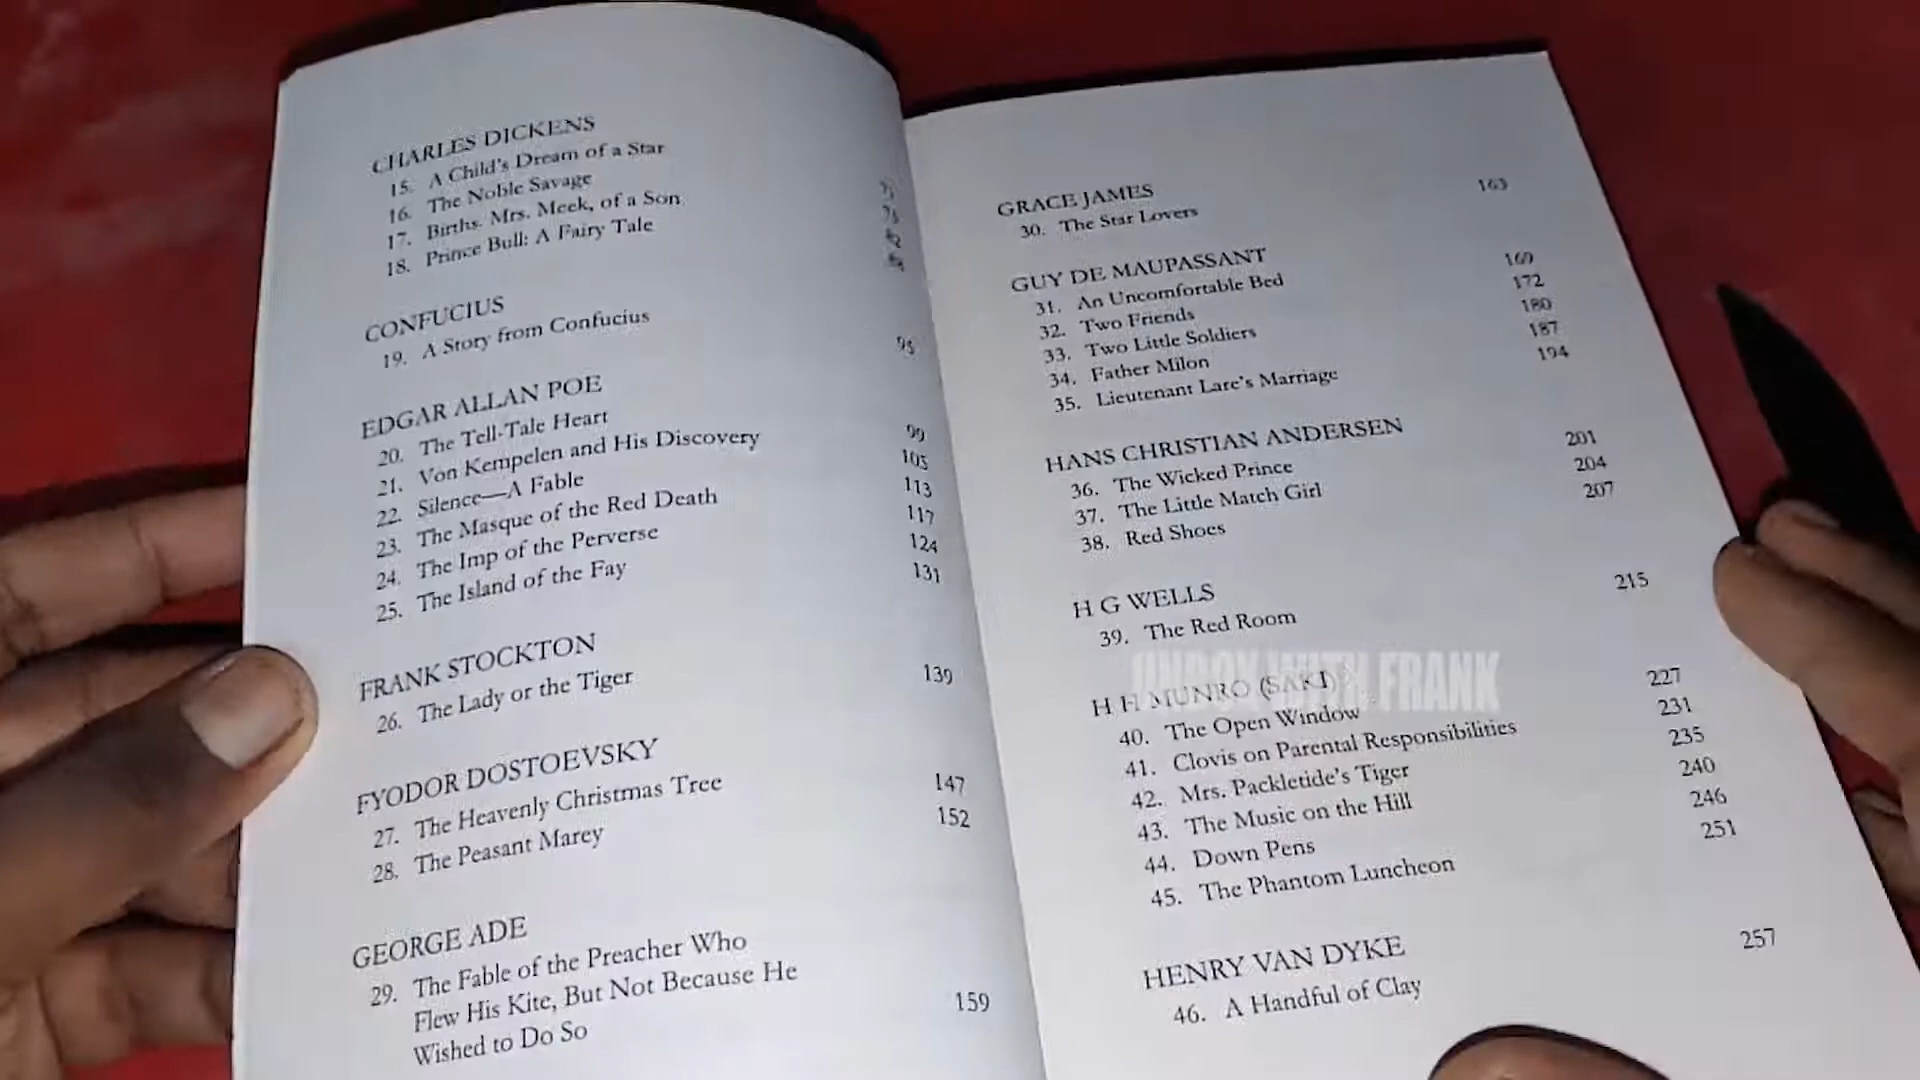 CHARLES DICKENS
15. A Child's Dream of a Star
16. The Noble Savage
17. Births. Mrs. Meek, of a Son
18. Prince Bull: A Fairy Tale
CONFUCIUS
19. A Story from Confucius 95
EDGAR ALLAN POE
20. The Tell-Tale Heart 99
21. Von Kempelen and His Discovery 105
22. Silence—A Fable 113
23. The Masque of the Red Death 117
24. The Imp of the Perverse 124
25. The Island of the Fay 131
FRANK STOCKTON
26. The Lady or the Tiger 139
FYODOR DOSTOEVSKY
27. The Heavenly Christmas Tree 147
28. The Peasant Marey 152
GEORGE ADE
29. The Fable of the Preacher Who
Flew His Kite, But Not Because He
Wished to Do So 159
GRACE JAMES
30. The Star Lovers 163
GUY DE MAUPASSANT
31. An Uncomfortable Bed 169
32. Two Friends 172
33. Two Little Soldiers 180
34. Father Milon 187
35. Lieutenant Lare's Marriage 194
HANS CHRISTIAN ANDERSEN
36. The Wicked Prince 201
37. The Little Match Girl 204
38. Red Shoes 207
H G WELLS
39. The Red Room 215
UNBOX WITH FRANK
H H MUNRO (SAKI)
40. The Open Window 227
41. Clovis on Parental Responsibilities 231
42. Mrs. Packletide's Tiger 235
43. The Music on the Hill 240
44. Down Pens 246
45. The Phantom Luncheon 251
HENRY VAN DYKE
46. A Handful of Clay 257